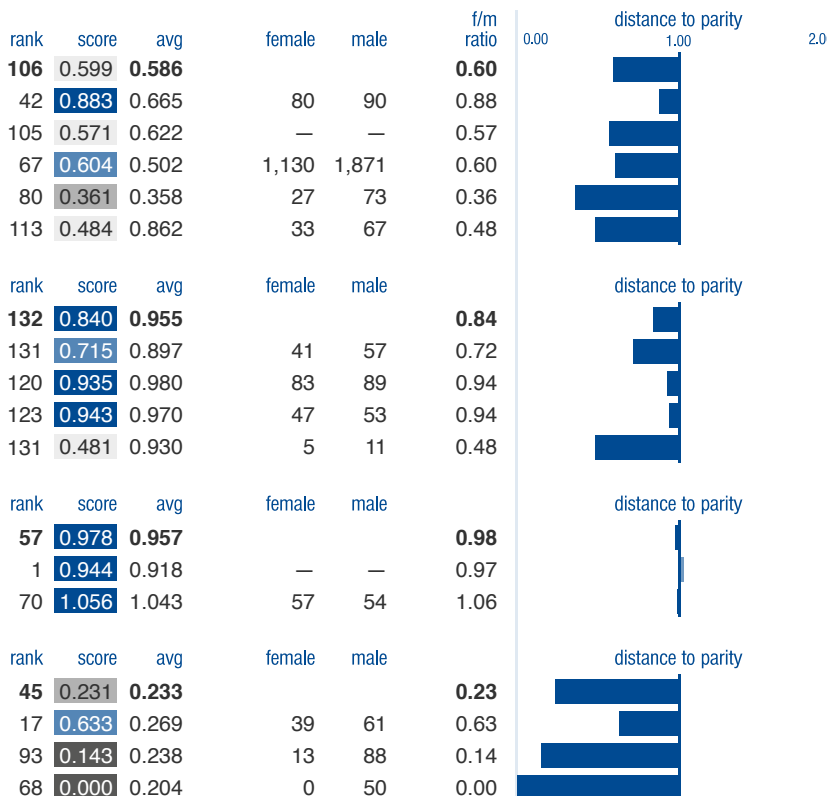 f/m distance to parity
rank score avg female male ratio 0.00 1.00 2.0
106 0.599 0.586 0.60
42 0.883 0.665 80 90 0.88
105 0.571 0.622 — — 0.57
67 0.604 0.502 1,130 1,871 0.60
80 0.361 0.358 27 73 0.36
113 0.484 0.862 33 67 0.48
rank score avg female male distance to parity
132 0.840 0.955 0.84
131 0.715 0.897 41 57 0.72
120 0.935 0.980 83 89 0.94
123 0.943 0.970 47 53 0.94
131 0.481 0.930 5 11 0.48
rank score avg female male distance to parity
57 0.978 0.957 0.98
1 0.944 0.918 — — 0.97
70 1.056 1.043 57 54 1.06
rank score avg female male distance to parity
45 0.231 0.233 0.23
17 0.633 0.269 39 61 0.63
93 0.143 0.238 13 88 0.14
68 0.000 0.204 0 50 0.00